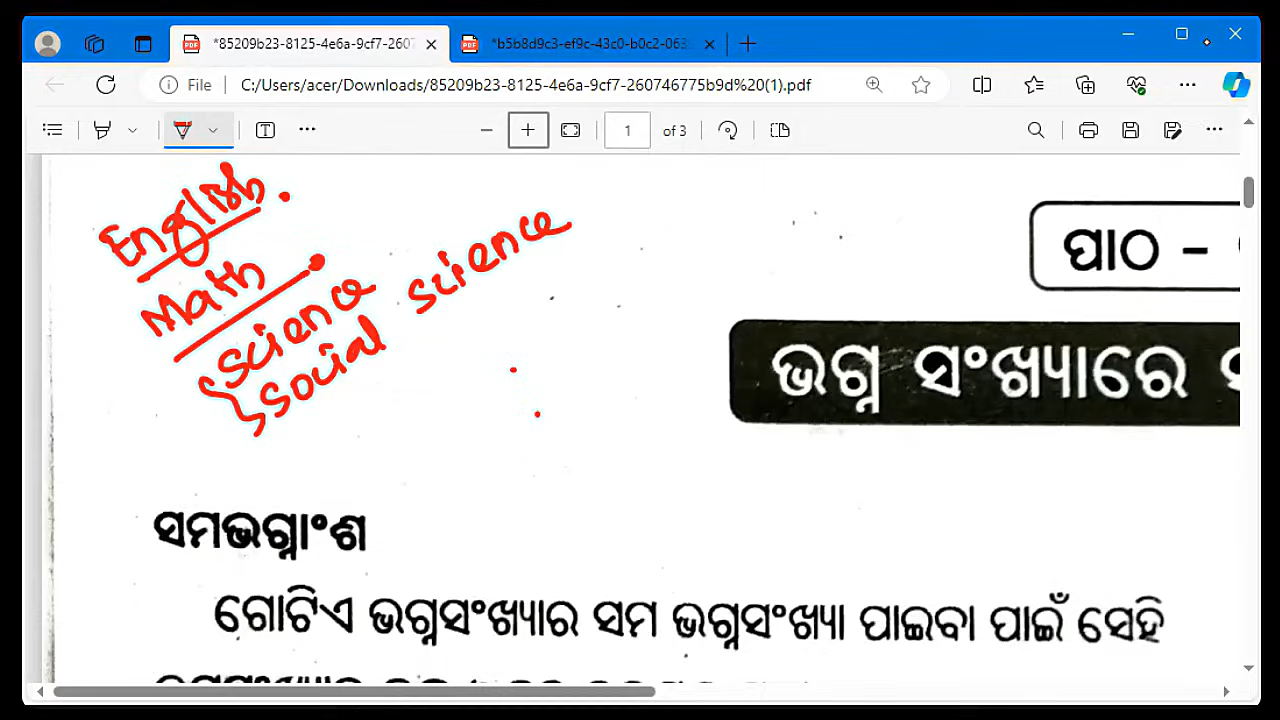 *85209b23-8125-4e6a-9cf7-2607
*b5b8d9c3-ef9c-43c0-b0c2-063
File
C:/Users/acer/Downloads/85209b23-8125-4e6a-9cf7-260746775b9d%20(1).pdf
1 of 3
English.
Math
Science
Social Science
ପାଠ –
ଭଗ୍ନ ସଂଖ୍ୟାରେ
ସମଭଗ୍ନାଂଶ
ଗୋଟିଏ ଭଗ୍ନସଂଖ୍ୟାର ସମ ଭଗ୍ନସଂଖ୍ୟା ପାଇବା ପାଇଁ ସେହି